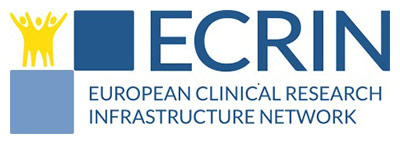 ECRIN
EUROPEAN CLINICAL RESEARCH
INFRASTRUCTURE NETWORK